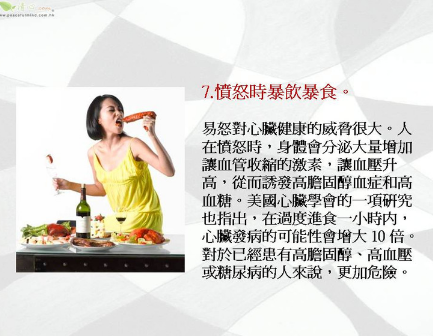 www.peacefulmind.com.hk
7.憤怒時暴飲暴食。
易怒對心臟健康的威脅很大。人
在憤怒時，身體會分泌大量增加
讓血管收縮的激素，讓血壓升
高，從而誘發高膽固醇血症和高
血糖。美國心臟學會的一項研究
也指出，在過度進食一小時內，
心臟發病的可能性會增大 10 倍。
對於已經患有高膽固醇、高血壓
或糖尿病的人來說，更加危險。